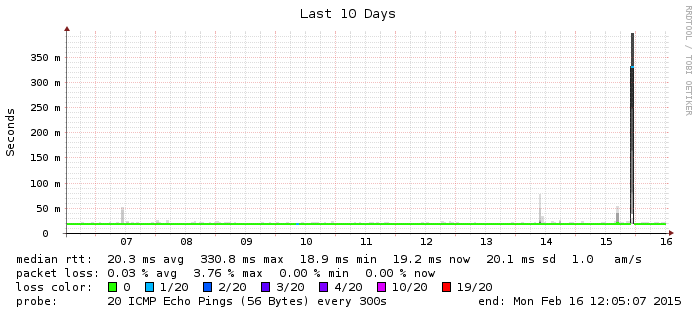 Last 10 Days
RRDTOOL / TOBI OETIKER
Seconds
350 m
300 m
250 m
200 m
150 m
100 m
50 m
0
07 08 09 10 11 12 13 14 15 16
median rtt: 20.3 ms avg 330.8 ms max 18.9 ms min 19.2 ms now 20.1 ms sd 1.0 am/s
packet loss: 0.03 % avg 3.76 % max 0.00 % min 0.00 % now
loss color: 0 1/20 2/20 3/20 4/20 10/20 19/20
probe: 20 ICMP Echo Pings (56 Bytes) every 300s end: Mon Feb 16 12:05:07 2015